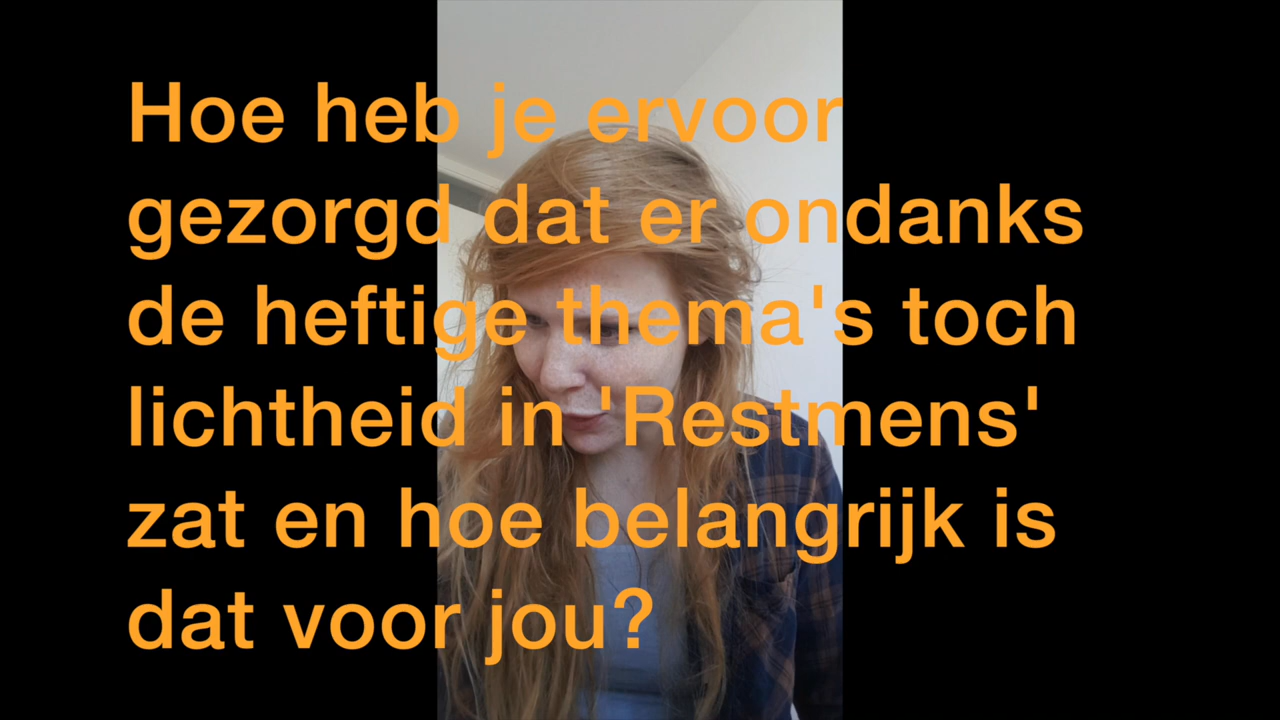 Hoe heb je ervoor
gezorgd dat er ondanks
de heftige thema's toch
lichtheid in 'Restmens'
zat en hoe belangrijk is
dat voor jou?